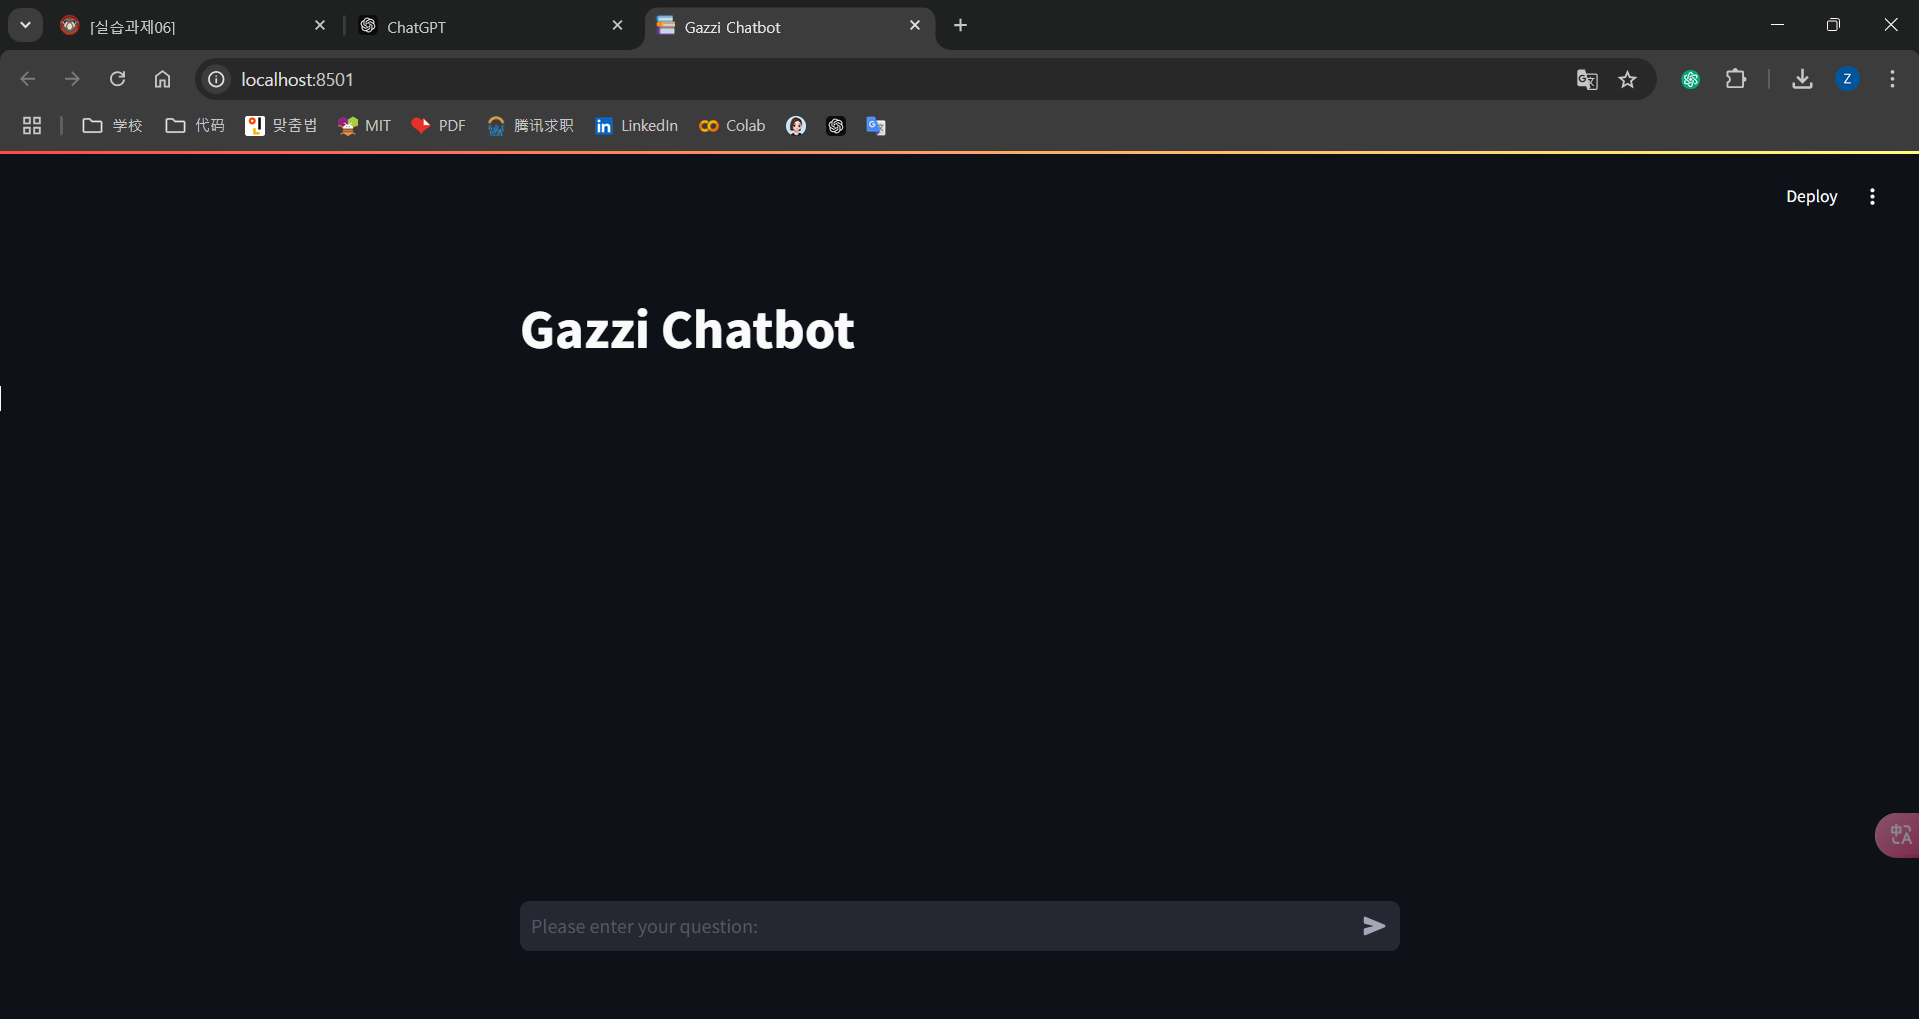 [실습과제06]
ChatGPT
Gazzi Chatbot
localhost:8501
Z
学校
代码
맞춤법
MIT
PDF
腾讯求职
LinkedIn
Colab
Deploy
Gazzi Chatbot
Please enter your question: